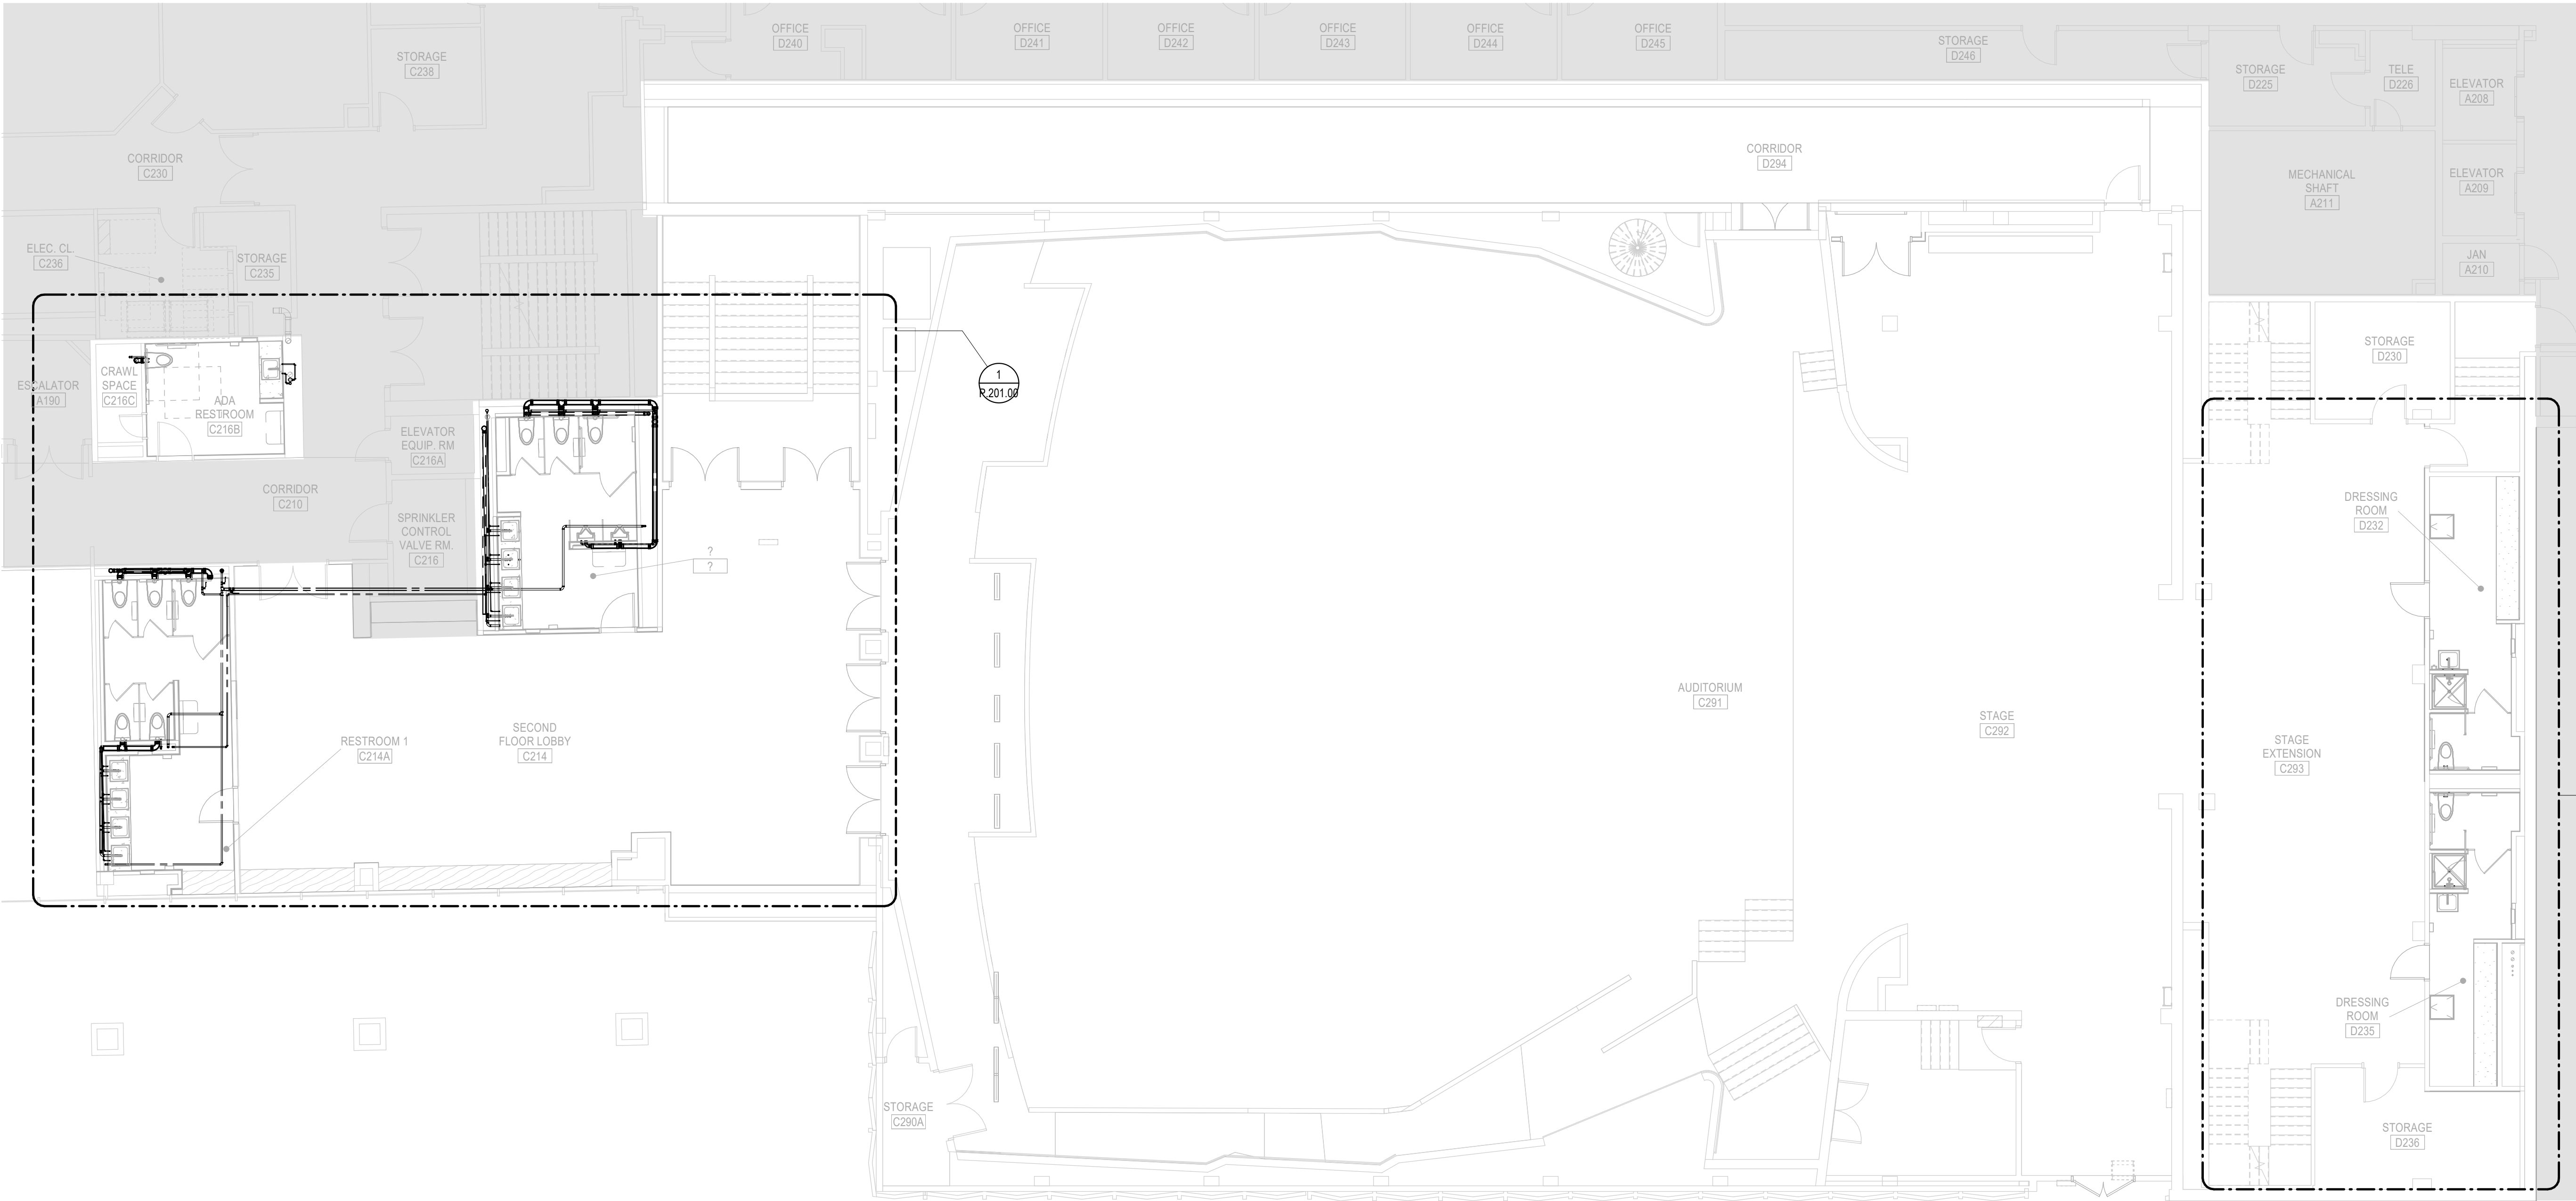 OFFICE
D240
OFFICE
D241
OFFICE
D242
OFFICE
D243
OFFICE
D244
OFFICE
D245
STORAGE
D246
STORAGE
C238
STORAGE
D225
TELE
D226
ELEVATOR
A208
CORRIDOR
C230
CORRIDOR
D294
MECHANICAL
SHAFT
A211
ELEVATOR
A209
ELEC. CL.
C236
STORAGE
C235
JAN
A210
ESCALATOR
A190
CRAWL
SPACE
C216C
ADA
RESTROOM
C216B
1
P.201.00
STORAGE
D230
ELEVATOR
EQUIP. RM
C216A
CORRIDOR
C210
SPRINKLER
CONTROL
VALVE RM.
C216
?
?
DRESSING
ROOM
D232
RESTROOM 1
C214A
SECOND
FLOOR LOBBY
C214
AUDITORIUM
C291
STAGE
C292
STAGE
EXTENSION
C293
DRESSING
ROOM
D235
STORAGE
C290A
STORAGE
D236